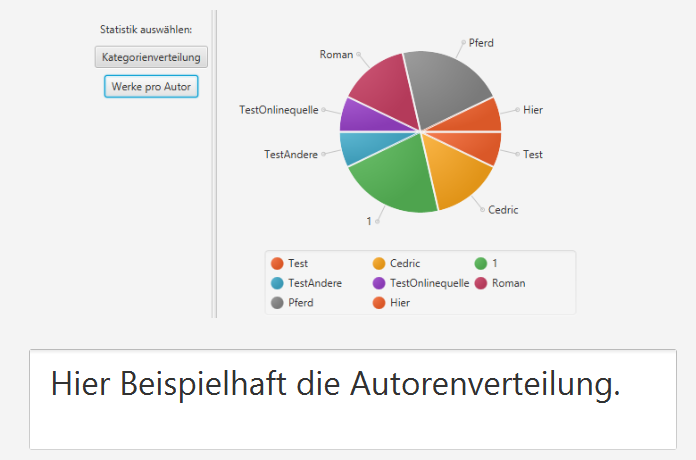 Statistik auswählen:
Kategorienverteilung
Werke pro Autor
Pferd
Roman
TestOnlinequelle
Hier
TestAndere
Test
1
Cedric
Test Cedric 1
TestAndere TestOnlinequelle Roman
Pferd Hier
Hier Beispielhaft die Autorenverteilung.